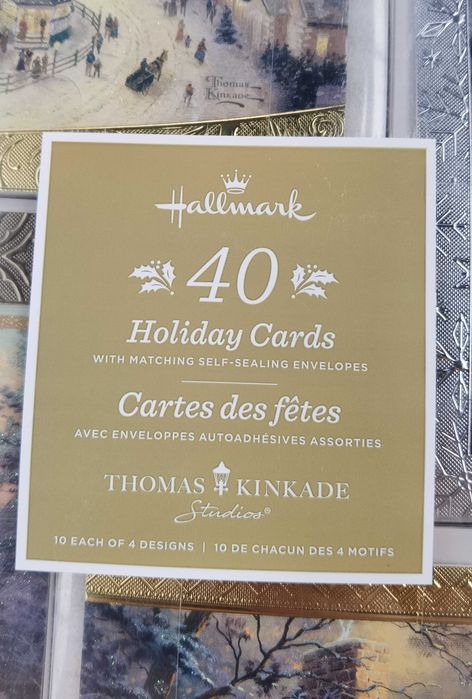 Thomas
Kinkade
Hallmark
40
Holiday Cards
WITH MATCHING SELF-SEALING ENVELOPES
Cartes des fêtes
AVEC ENVELOPPES AUTOADHÉSIVES ASSORTIES
THOMAS KINKADE
Studios®
10 EACH OF 4 DESIGNS | 10 DE CHACUN DES 4 MOTIFS